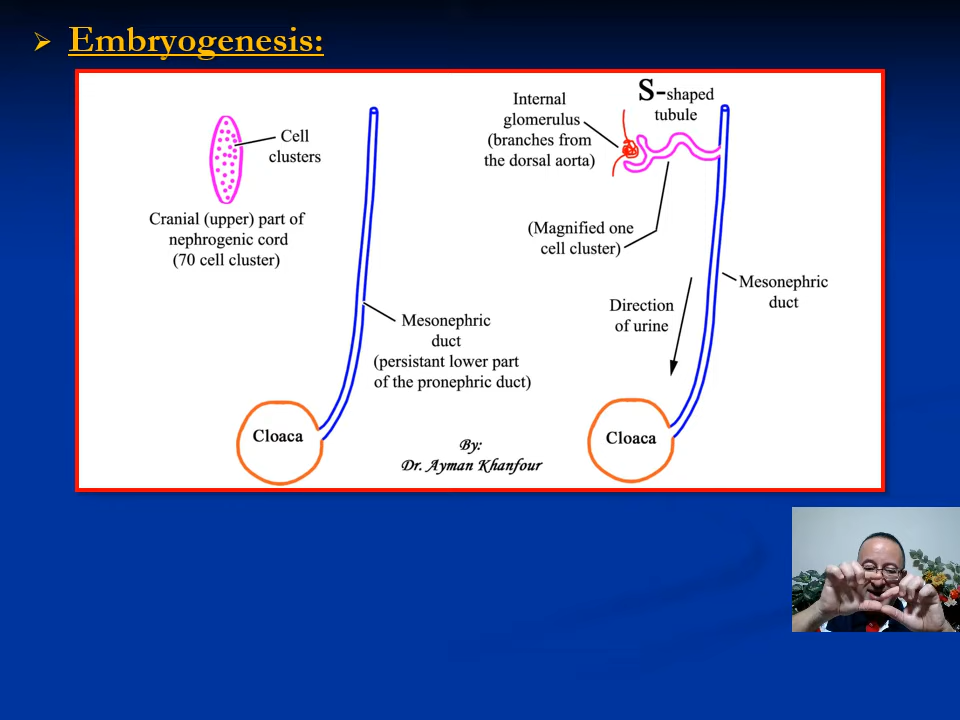 Embryogenesis:
Cell
clusters
Cranial (upper) part of
nephrogenic cord
(70 cell cluster)
Mesonephric
duct
(persistant lower part
of the pronephric duct)
Cloaca
By:
Dr. Ayman Khanfour
Internal
glomerulus
(branches from
the dorsal aorta)
S-shaped
tubule
(Magnified one
cell cluster)
Direction
of urine
Mesonephric
duct
Cloaca